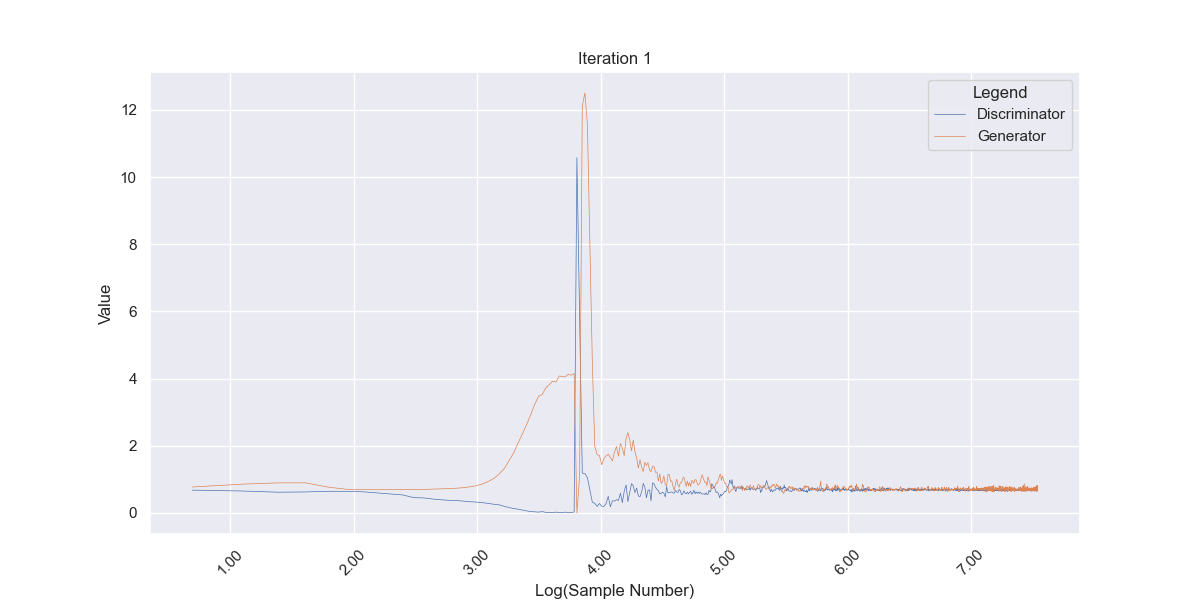 Iteration 1
Legend
Discriminator
Generator
12
10
8
6
4
2
0
Value
1.00
2.00
3.00
4.00
5.00
6.00
7.00
Log(Sample Number)